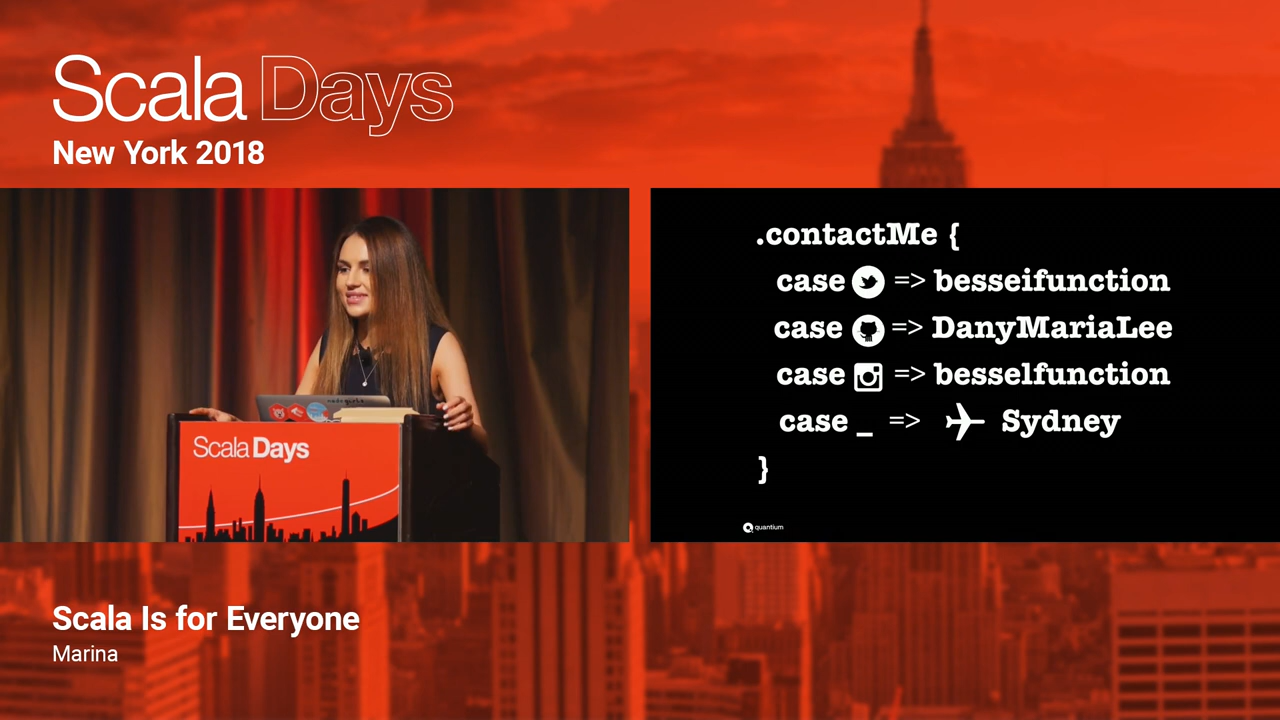 Scala Days
New York 2018
.contactMe {
case => besseifunction
case => DanyMariaLee
case => besselfunction
case _ => Sydney
}
quantium
Scala Days
Scala Is for Everyone
Marina